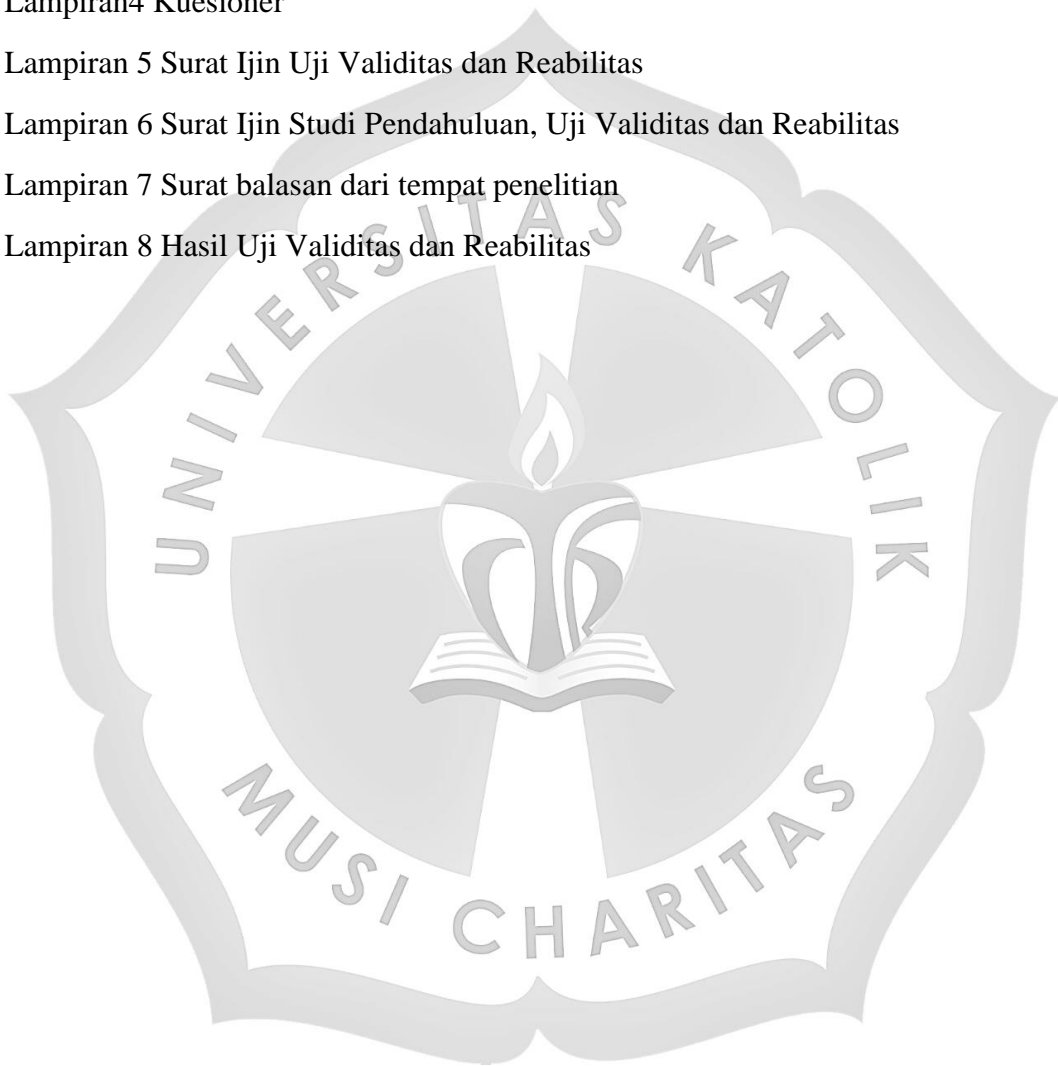 Lampiran4 Kuesioner
Lampiran 5 Surat Ijin Uji Validitas dan Reabilitas
Lampiran 6 Surat Ijin Studi Pendahuluan, Uji Validitas dan Reabilitas
Lampiran 7 Surat balasan dari tempat penelitian
Lampiran 8 Hasil Uji Validitas dan Reabilitas
UNIVERSITAS KATOLIK
MUSI CHARITAS